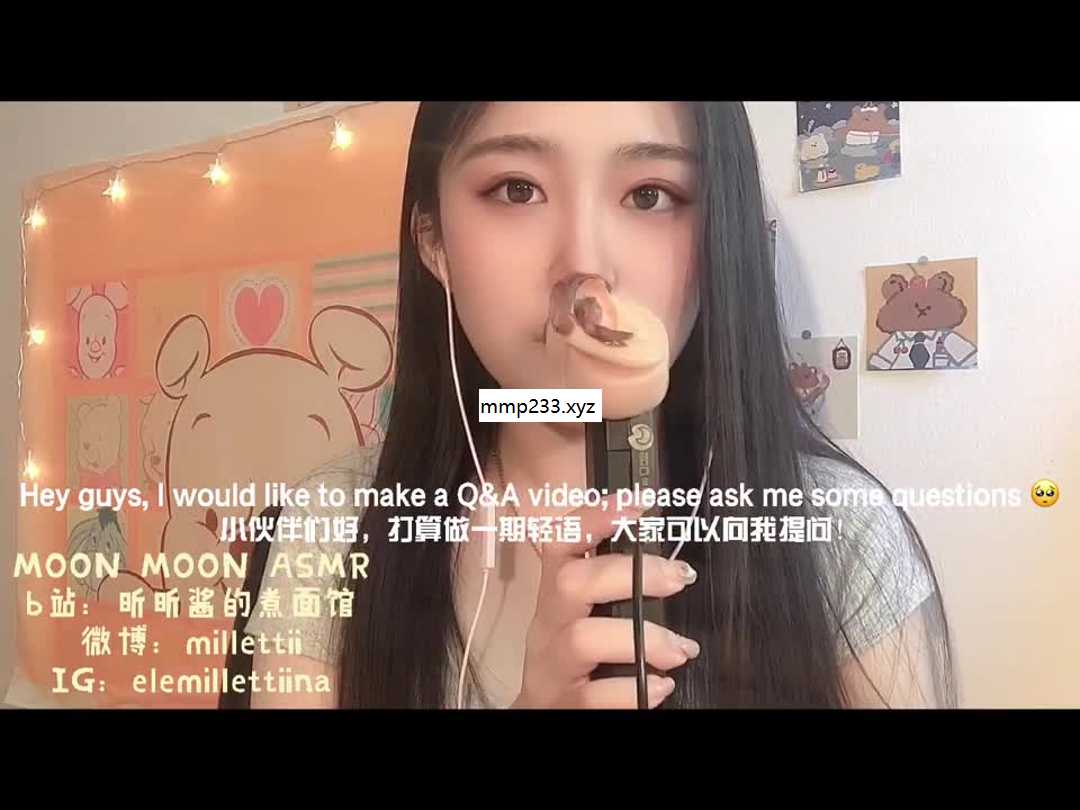 mmp233.xyz
Hey guys, I would like to make a Q&A video; please ask me some questions 🥺
小伙伴们好，打算做一期轻语，大家可以向我提问！
MOON MOON ASMR
b站：昕昕酱的煮面馆
微博：millettii
IG：elemillettiina